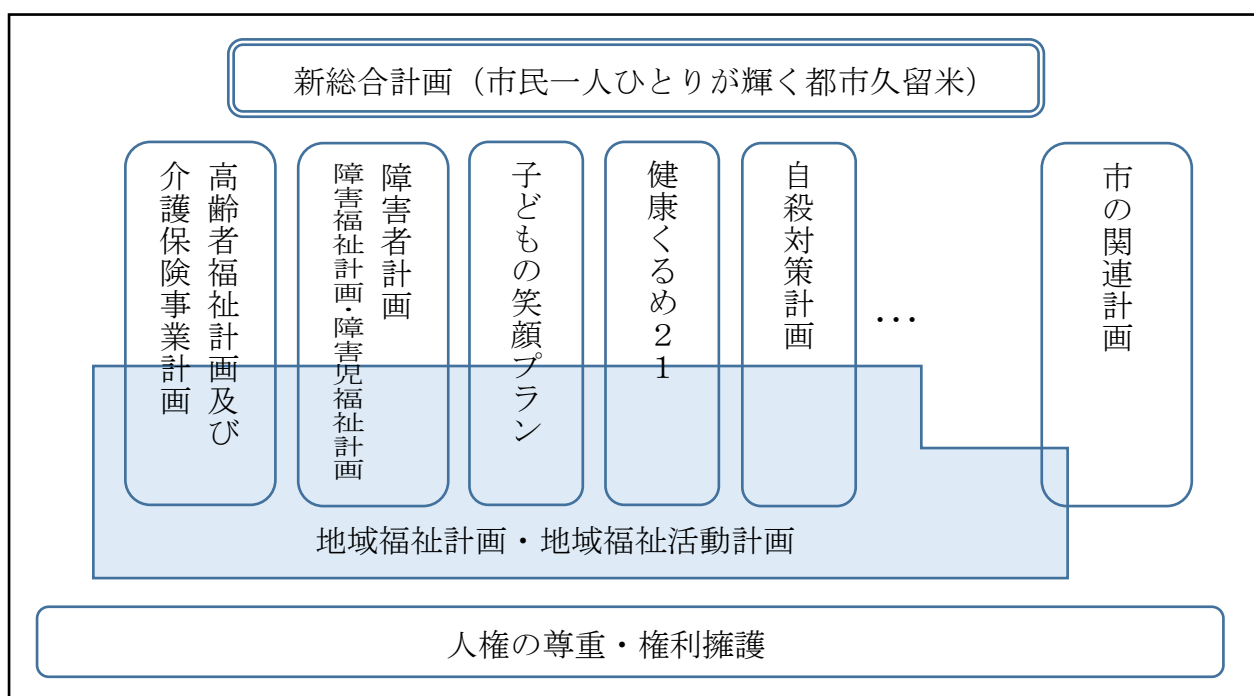 新総合計画（市民一人ひとりが輝く都市久留米）
高齢者福祉計画及び
介護保険事業計画
障害者計画
障害福祉計画・障害児福祉計画
子どもの笑顔プラン
健康くるめ２１
自殺対策計画
…
市の関連計画
地域福祉計画・地域福祉活動計画
人権の尊重・権利擁護